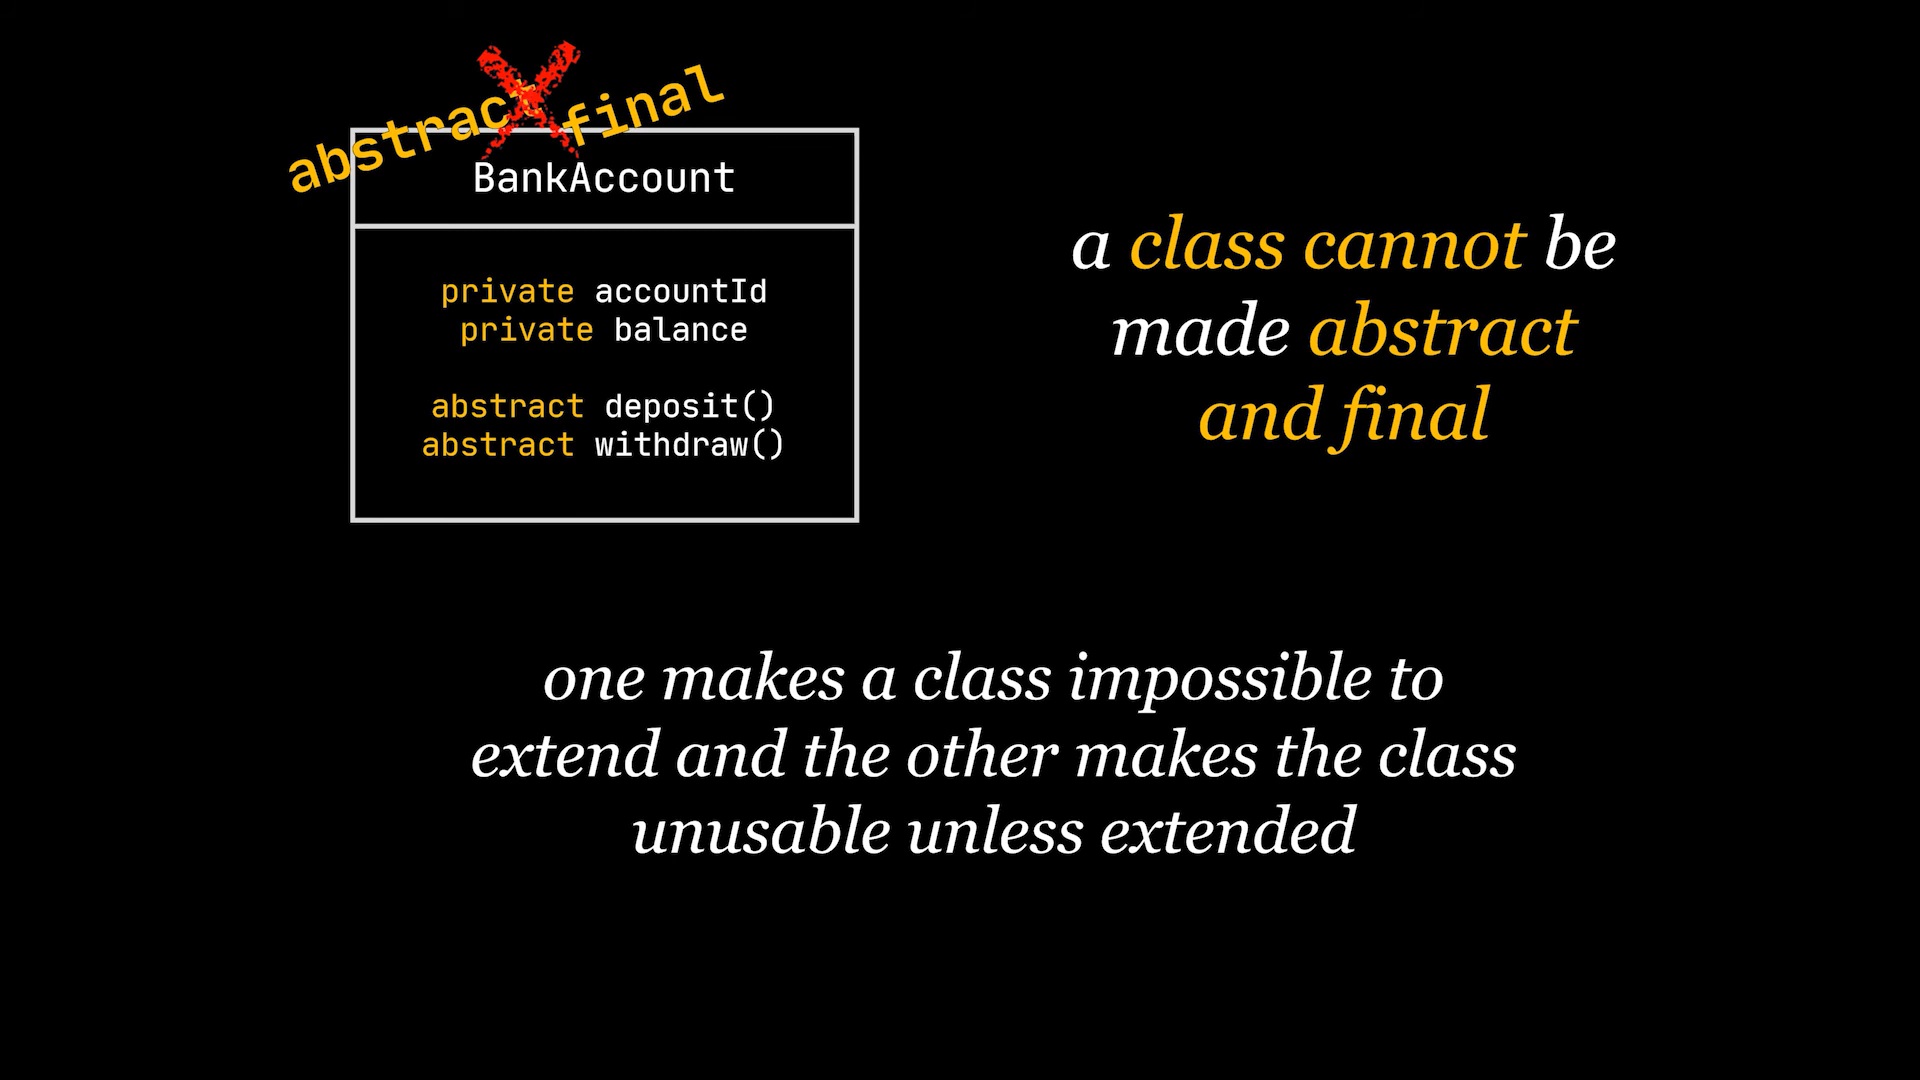 abstract final
BankAccount
private accountId
private balance
abstract deposit()
abstract withdraw()
a class cannot be
made abstract
and final
one makes a class impossible to
extend and the other makes the class
unusable unless extended